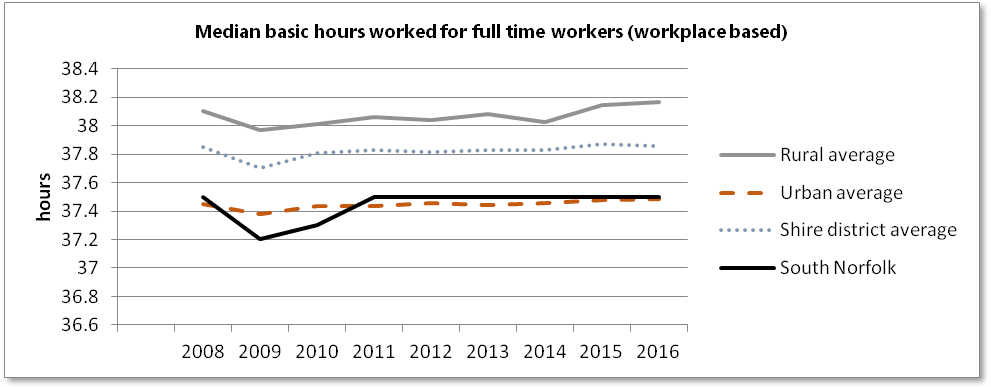 Median basic hours worked for full time workers (workplace based)
hours
38.4
38.2
38
37.8
37.6
37.4
37.2
37
36.8
36.6
2008 2009 2010 2011 2012 2013 2014 2015 2016
Rural average
Urban average
Shire district average
South Norfolk